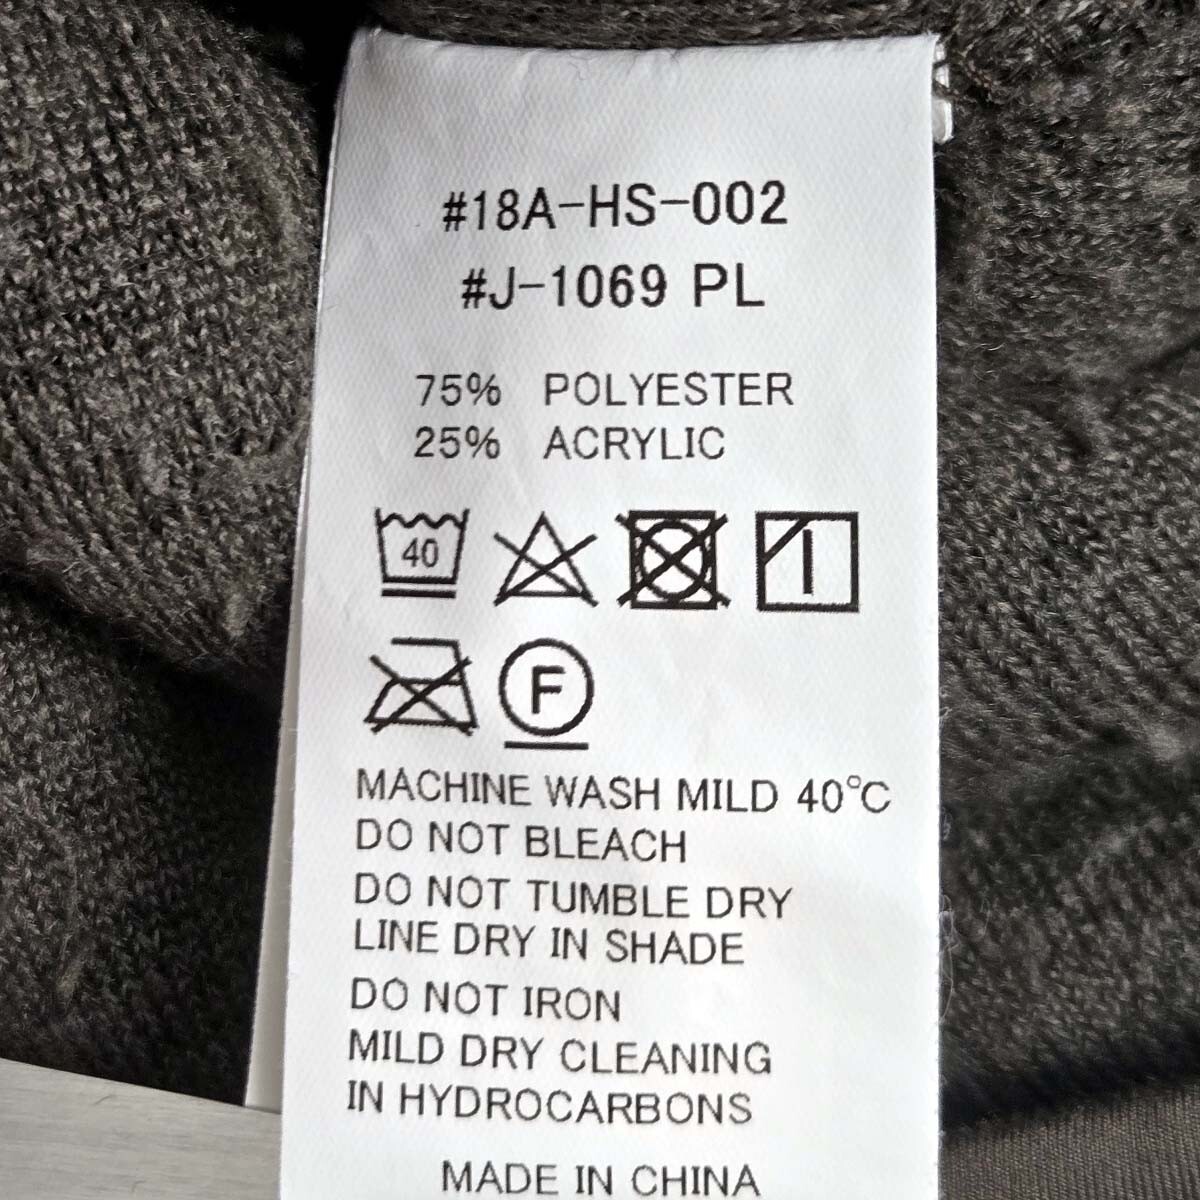 #18A-HS-002
#J-1069 PL
75% POLYESTER
25% ACRYLIC
40
F
MACHINE WASH MILD 40℃
DO NOT BLEACH
DO NOT TUMBLE DRY
LINE DRY IN SHADE
DO NOT IRON
MILD DRY CLEANING
IN HYDROCARBONS
MADE IN CHINA